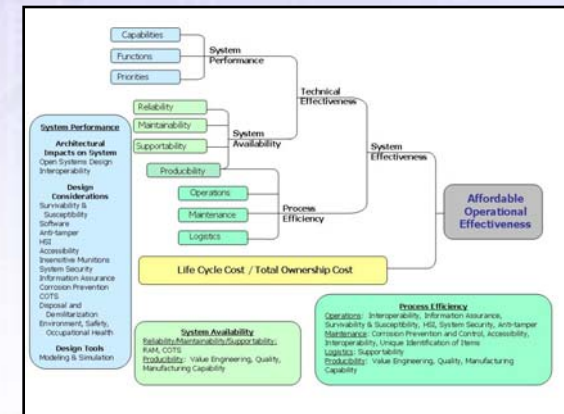 Capabilities
Functions
Priorities
System
Performance
Technical
Effectiveness
Reliability
Maintainability
Supportability
Producibility
System
Availability
Operations
Maintenance
Logistics
Process
Efficiency
System
Effectiveness
Affordable
Operational
Effectiveness
Life Cycle Cost / Total Ownership Cost
System Performance
Architectural
Impacts on System
Open Systems Design
Interoperability
Design
Considerations
Survivability &
Susceptibility
Software
Anti-tamper
HSI
Accessibility
Insensitive Munitions
System Security
Information Assurance
Corrosion Prevention
COTS
Disposal and
Demilitarization
Environment, Safety,
Occupational Health
Design Tools
Modeling & Simulation
System Availability
Reliability/Maintainability/Supportability:
RAM, COTS
Producibility: Value Engineering, Quality,
Manufacturing Capability
Process Efficiency
Operations: Interoperability, Information Assurance,
Survivability & Susceptibility, HSI, System Security, Anti-tamper
Maintenance: Corrosion Prevention and Control, Accessibility,
Interoperability, Unique Identification of Items
Logistics: Supportability
Producibility: Value Engineering, Quality, Manufacturing
Capability